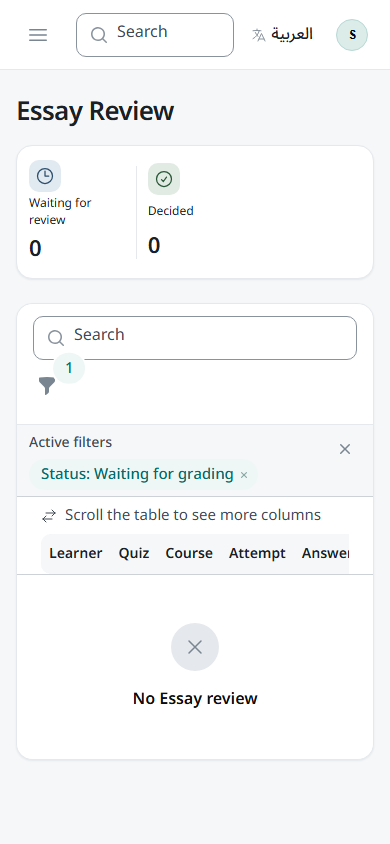 Search
العربية
S
Essay Review
Waiting for
review
0
Decided
0
Search
1
Active filters
Status: Waiting for grading ×
Scroll the table to see more columns
Learner Quiz Course Attempt Answer
No Essay review